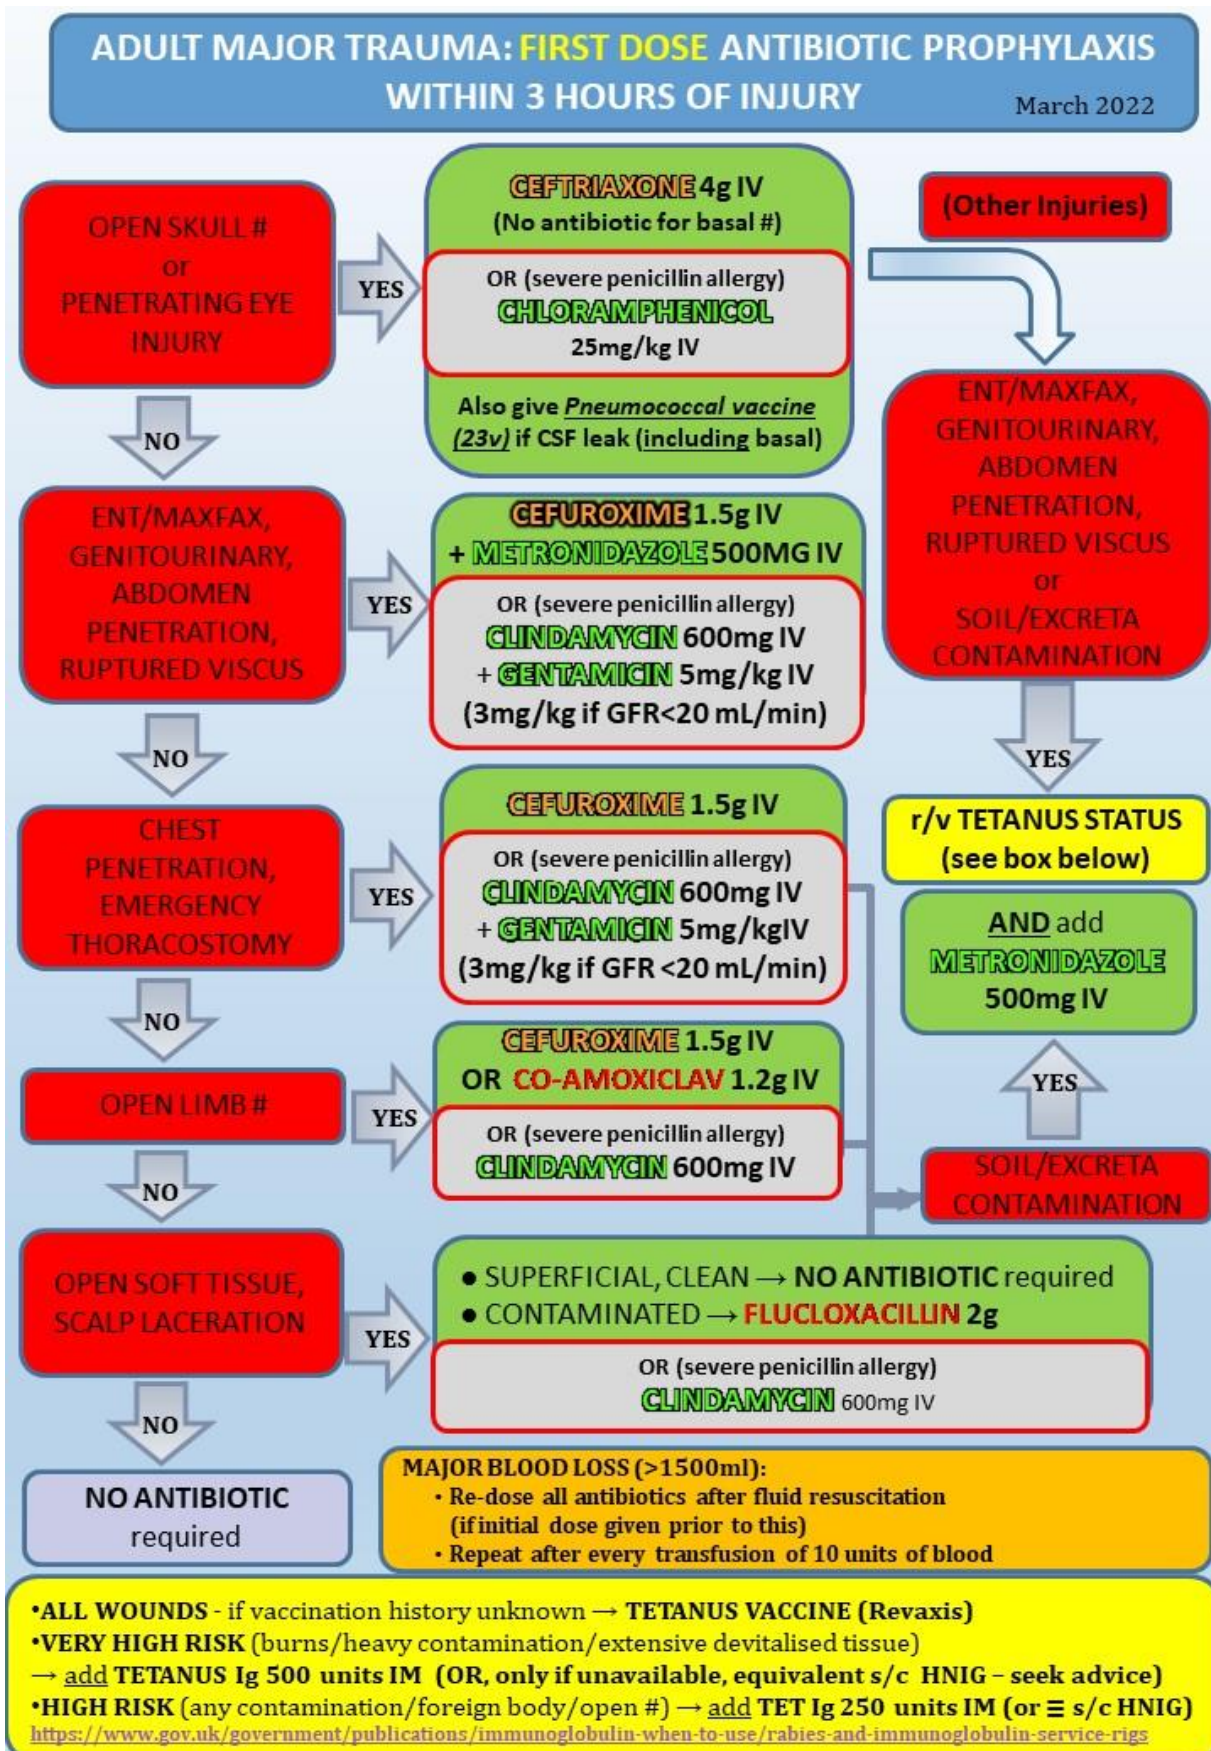 ADULT MAJOR TRAUMA: FIRST DOSE ANTIBIOTIC PROPHYLAXIS
WITHIN 3 HOURS OF INJURY
March 2022
OPEN SKULL #
or
PENETRATING EYE
INJURY
YES
CEFTRIAXONE 4g IV
(No antibiotic for basal #)
OR (severe penicillin allergy)
CHLORAMPHENICOL
25mg/kg IV
Also give Pneumococcal vaccine
(23v) if CSF leak (including basal)
(Other Injuries)
ENT/MAXFAX,
GENITOURINARY,
ABDOMEN
PENETRATION,
RUPTURED VISCUS
or
SOIL/EXCRETA
CONTAMINATION
YES
r/v TETANUS STATUS
(see box below)
AND add
METRONIDAZOLE
500mg IV
YES
SOIL/EXCRETA
CONTAMINATION
NO
ENT/MAXFAX,
GENITOURINARY,
ABDOMEN
PENETRATION,
RUPTURED VISCUS
YES
CEFUROXIME 1.5g IV
+ METRONIDAZOLE 500MG IV
OR (severe penicillin allergy)
CLINDAMYCIN 600mg IV
+ GENTAMICIN 5mg/kg IV
(3mg/kg if GFR<20 mL/min)
NO
CHEST
PENETRATION,
EMERGENCY
THORACOSTOMY
YES
CEFUROXIME 1.5g IV
OR (severe penicillin allergy)
CLINDAMYCIN 600mg IV
+ GENTAMICIN 5mg/kgIV
(3mg/kg if GFR <20 mL/min)
NO
OPEN LIMB #
YES
CEFUROXIME 1.5g IV
OR CO-AMOXICLAV 1.2g IV
OR (severe penicillin allergy)
CLINDAMYCIN 600mg IV
NO
OPEN SOFT TISSUE,
SCALP LACERATION
YES
● SUPERFICIAL, CLEAN → NO ANTIBIOTIC required
● CONTAMINATED → FLUCLOXACILLIN 2g
OR (severe penicillin allergy)
CLINDAMYCIN 600mg IV
NO
NO ANTIBIOTIC
required
MAJOR BLOOD LOSS (>1500ml):
• Re-dose all antibiotics after fluid resuscitation
(if initial dose given prior to this)
• Repeat after every transfusion of 10 units of blood
•ALL WOUNDS - if vaccination history unknown → TETANUS VACCINE (Revaxis)
•VERY HIGH RISK (burns/heavy contamination/extensive devitalised tissue)
→ add TETANUS Ig 500 units IM (OR, only if unavailable, equivalent s/c HNIG – seek advice)
•HIGH RISK (any contamination/foreign body/open #) → add TET Ig 250 units IM (or ≡ s/c HNIG)
https://www.gov.uk/government/publications/immunoglobulin-when-to-use/rabies-and-immunoglobulin-service-rigs